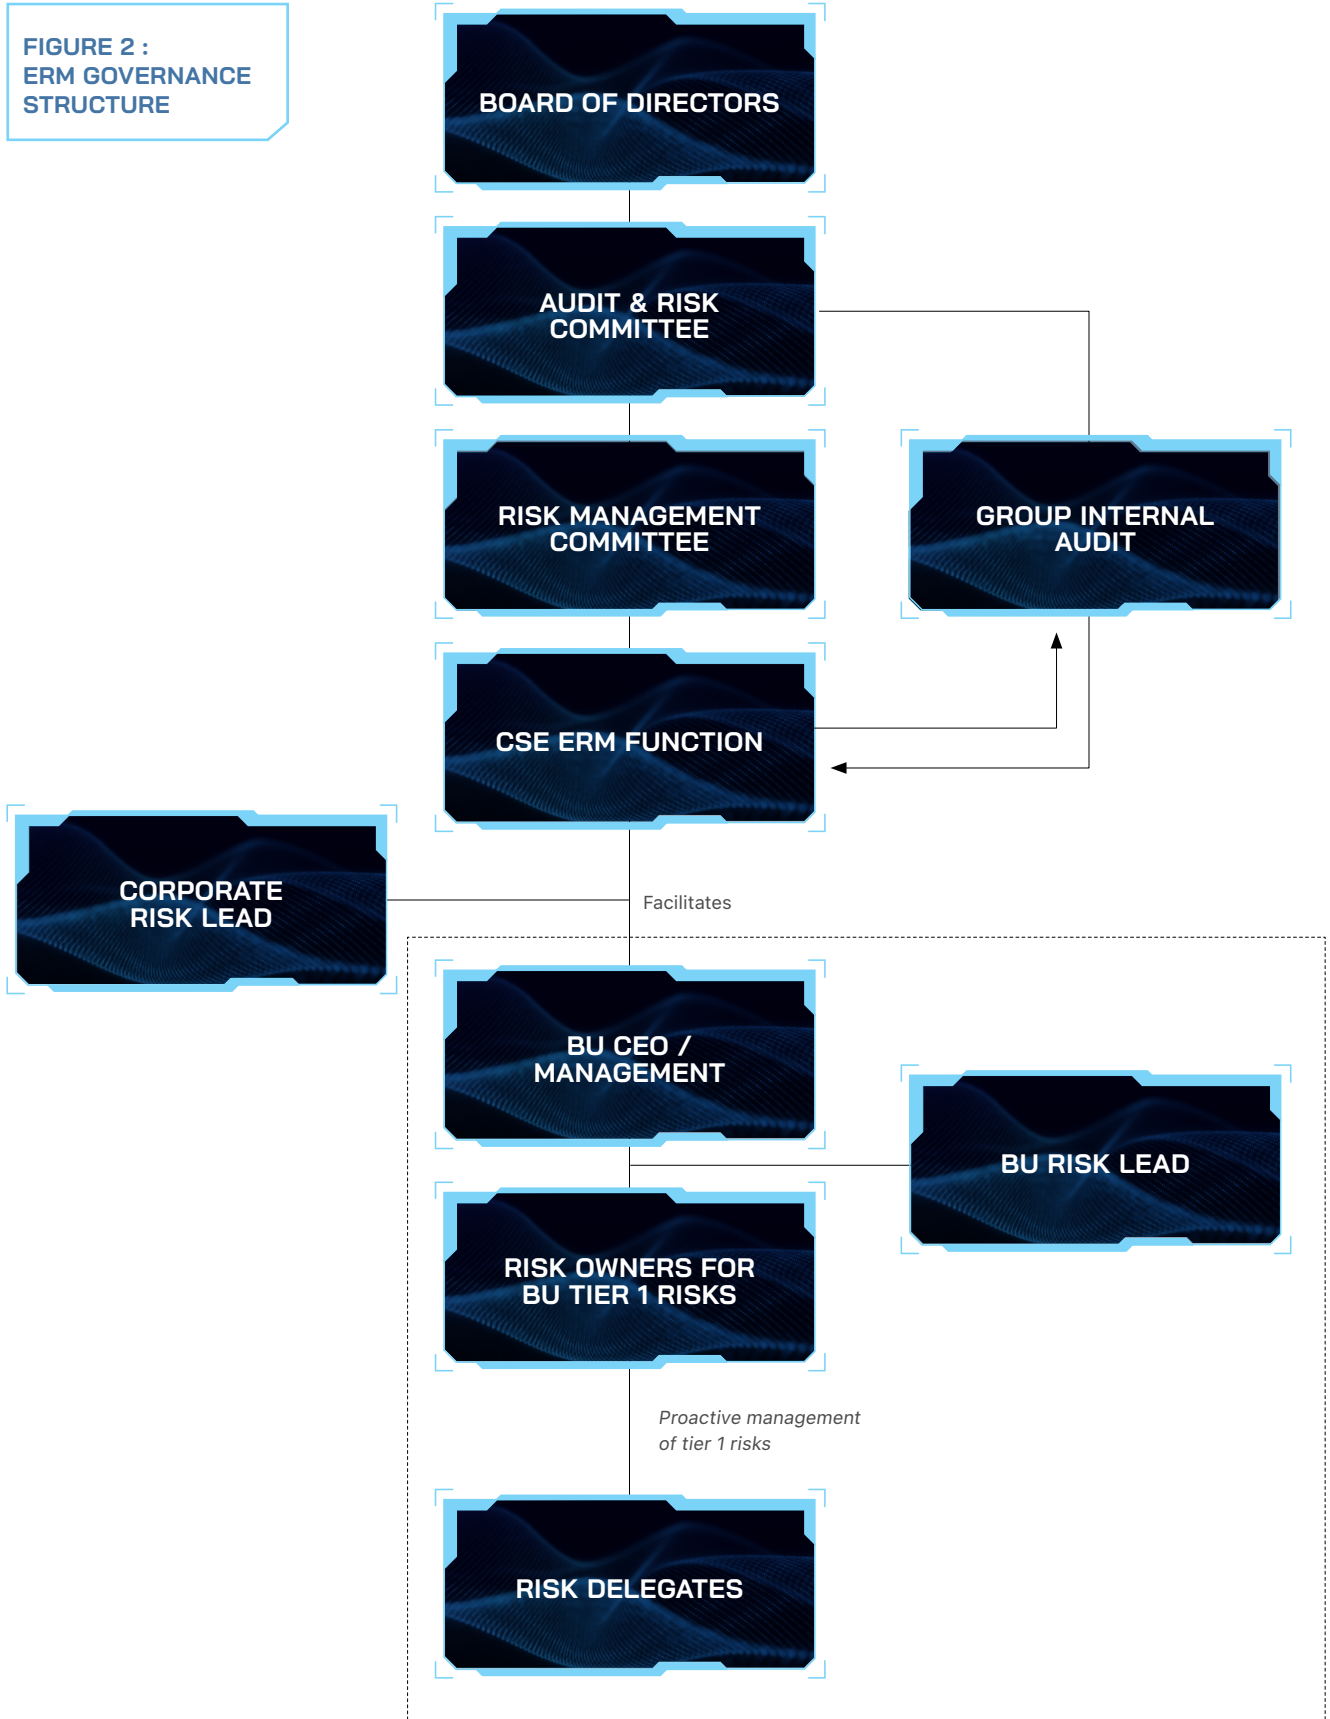 FIGURE 2 :
ERM GOVERNANCE
STRUCTURE
BOARD OF DIRECTORS
AUDIT & RISK
COMMITTEE
RISK MANAGEMENT
COMMITTEE
GROUP INTERNAL
AUDIT
CSE ERM FUNCTION
CORPORATE
RISK LEAD
Facilitates
BU CEO /
MANAGEMENT
BU RISK LEAD
RISK OWNERS FOR
BU TIER 1 RISKS
Proactive management
of tier 1 risks
RISK DELEGATES